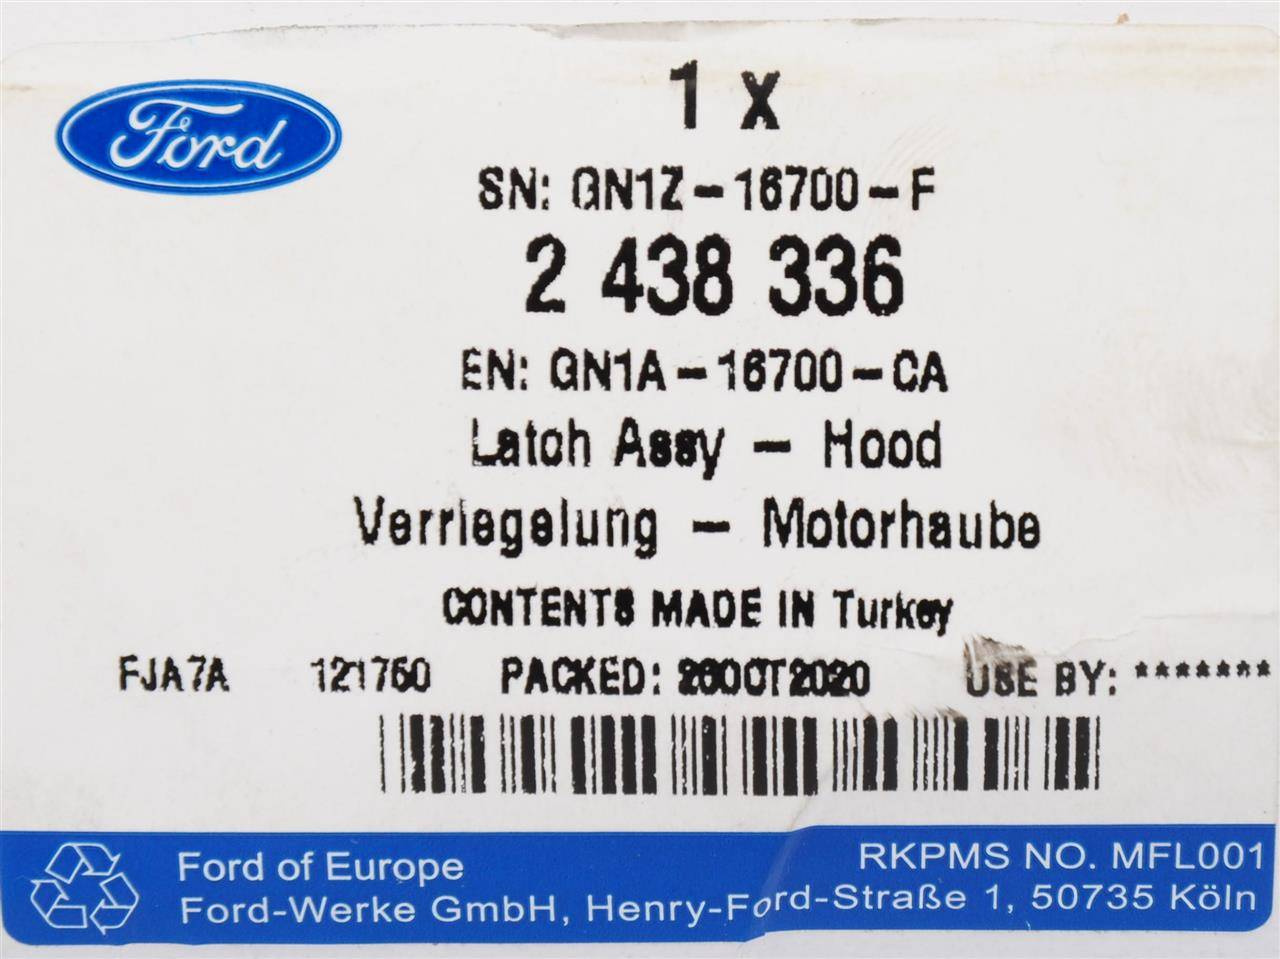 Ford
1 x
SN: GN1Z-16700-F
2 438 336
EN: GN1A-16700-CA
Latch Assy - Hood
Verriegelung - Motorhaube
CONTENTS MADE IN Turkey
FJA7A 121750 PACKED: 26OCT2020 USE BY: *******
Ford of Europe RKPMS NO. MFL001
Ford-Werke GmbH, Henry-Ford-Straße 1, 50735 Köln